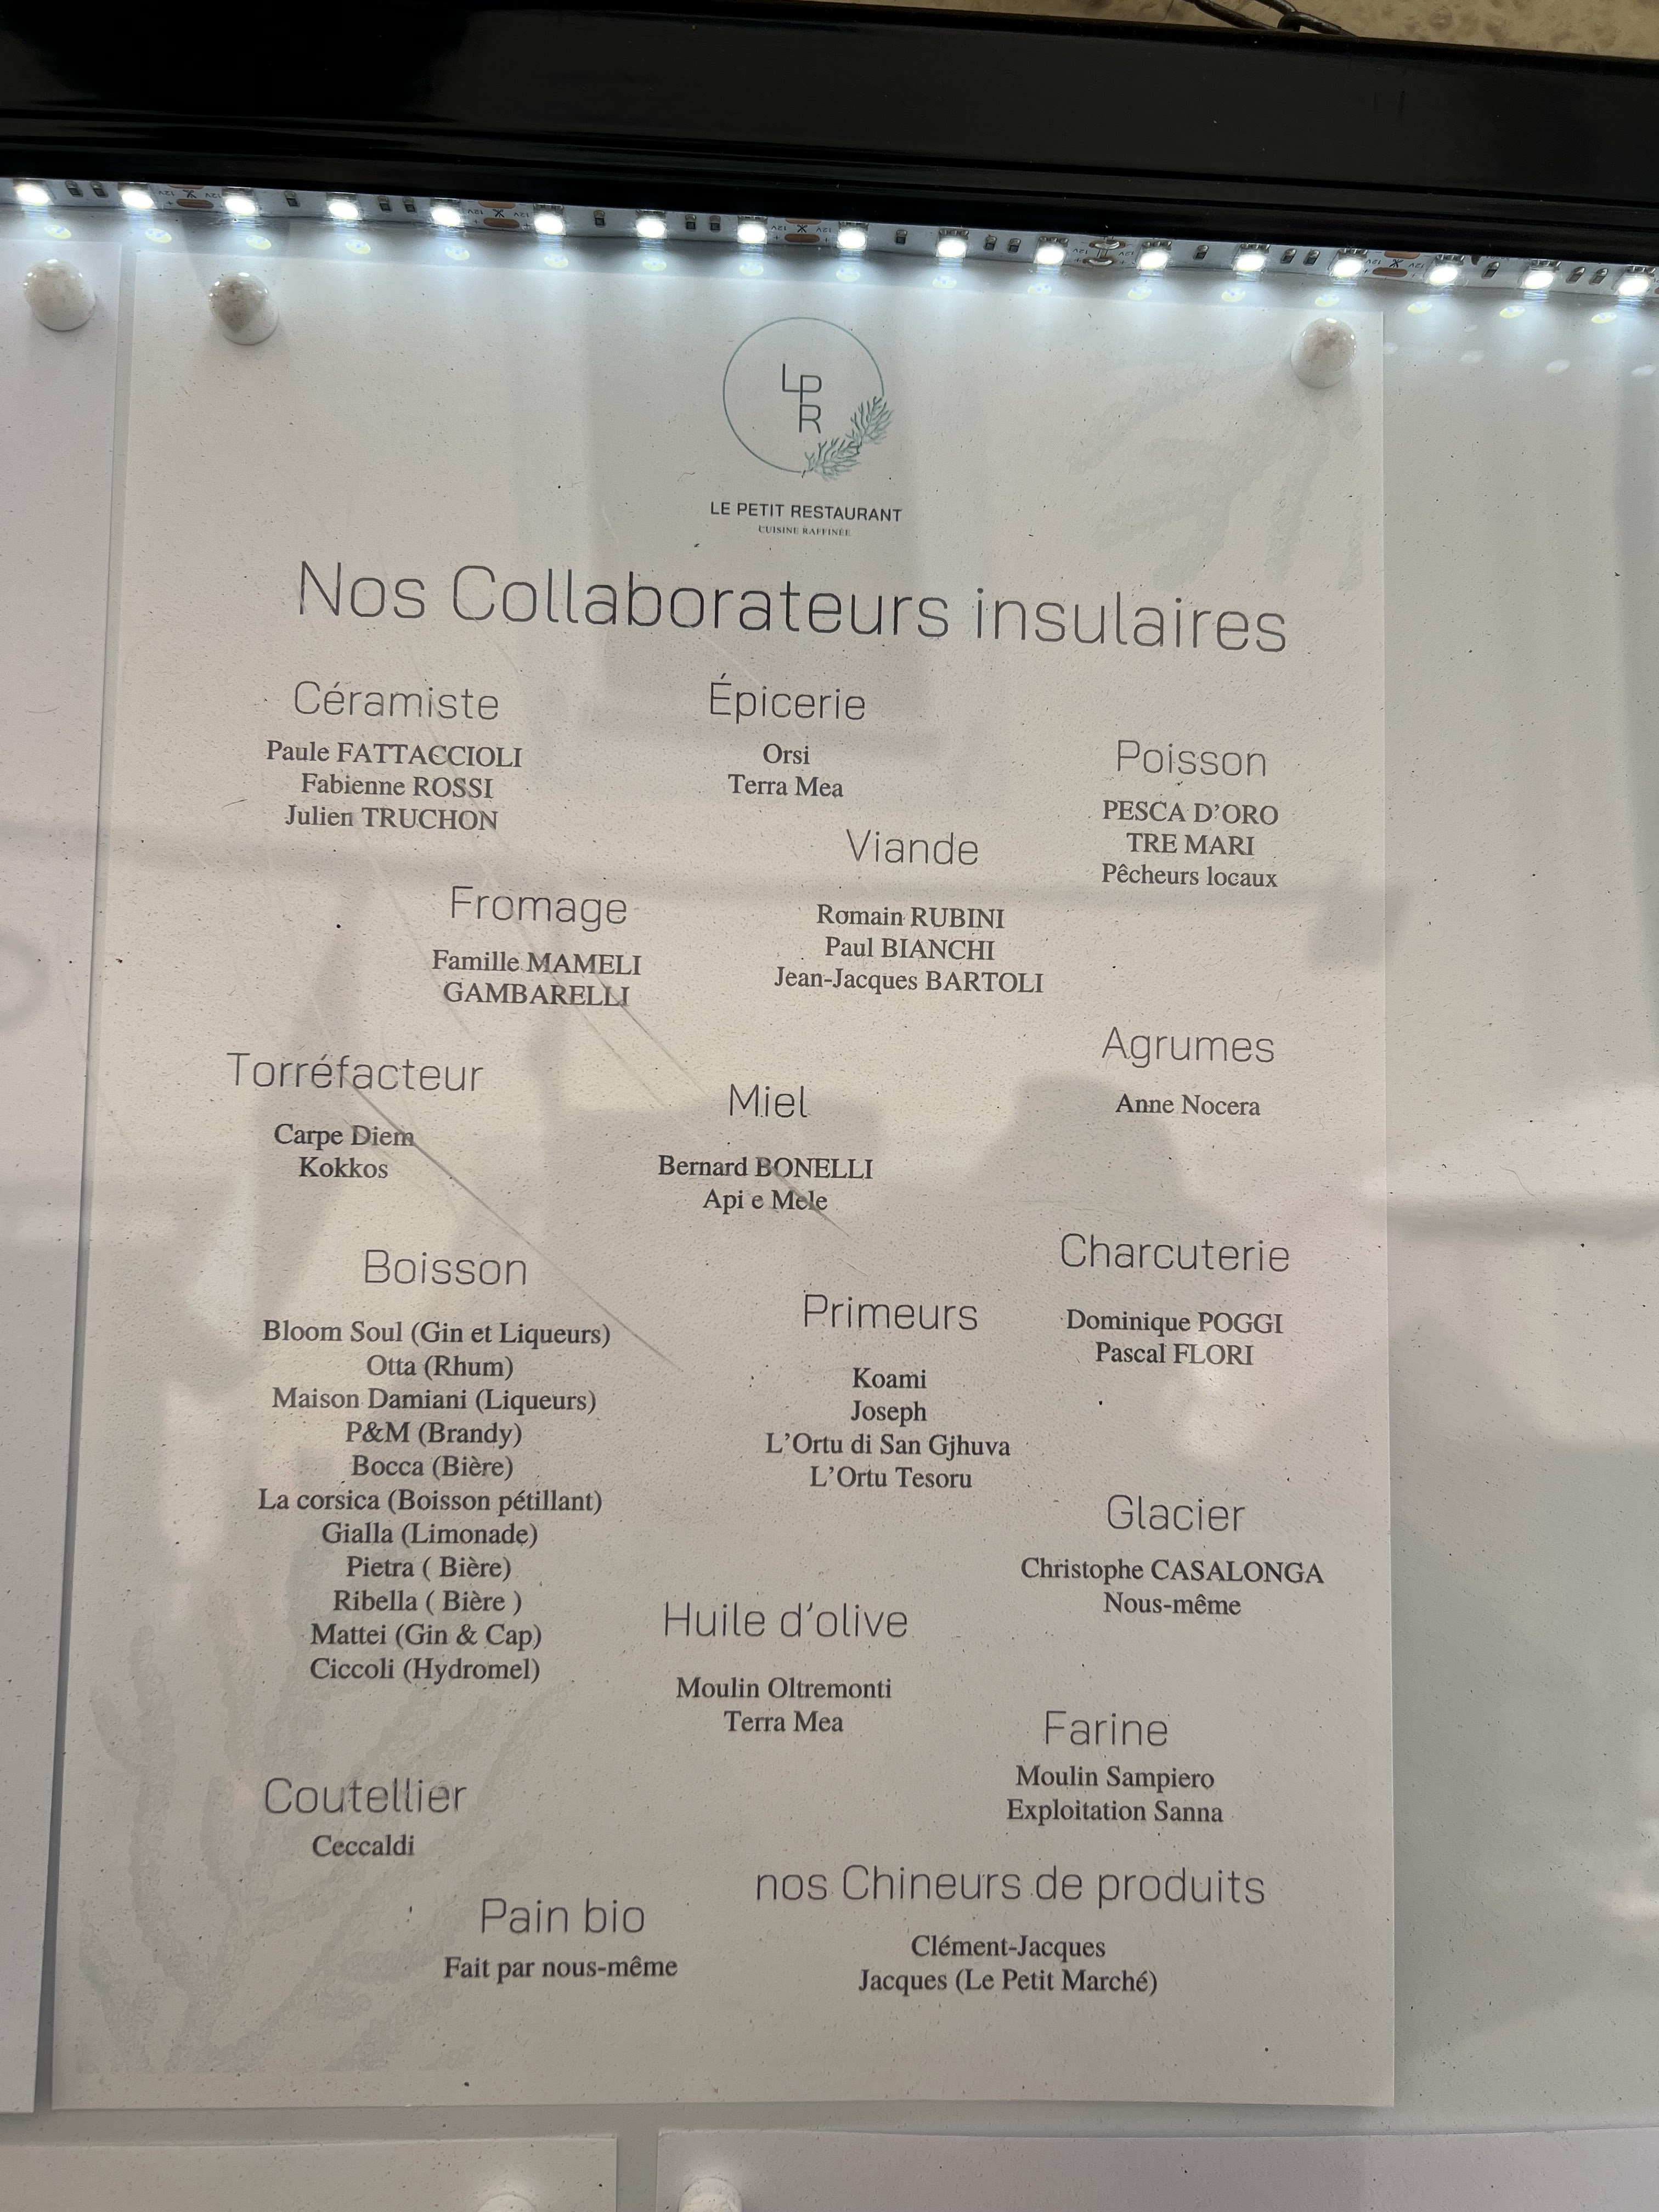 LPR
LE PETIT RESTAURANT
CUISINE RAFFINÉE
Nos Collaborateurs insulaires
Céramiste
Paule FATTACCIOLI
Fabienne ROSSI
Julien TRUCHON
Épicerie
Orsi
Terra Mea
Poisson
PESCA D'ORO
TRE MARI
Pêcheurs locaux
Viande
Romain RUBINI
Paul BIANCHI
Jean-Jacques BARTOLI
Fromage
Famille MAMELI
GAMBARELLI
Torréfacteur
Carpe Diem
Kokkos
Miel
Bernard BONELLI
Api e Mele
Agrumes
Anne Nocera
Boisson
Bloom Soul (Gin et Liqueurs)
Otta (Rhum)
Maison Damiani (Liqueurs)
P&M (Brandy)
Bocca (Bière)
La corsica (Boisson pétillant)
Gialla (Limonade)
Pietra ( Bière)
Ribella ( Bière )
Mattei (Gin & Cap)
Ciccoli (Hydromel)
Primeurs
Koami
Joseph
L'Ortu di San Gjhuva
L'Ortu Tesoru
Charcuterie
Dominique POGGI
Pascal FLORI
Glacier
Christophe CASALONGA
Nous-même
Huile d'olive
Moulin Oltremonti
Terra Mea
Farine
Moulin Sampiero
Exploitation Sanna
Coutellier
Ceccaldi
Pain bio
Fait par nous-même
nos Chineurs de produits
Clément-Jacques
Jacques (Le Petit Marché)